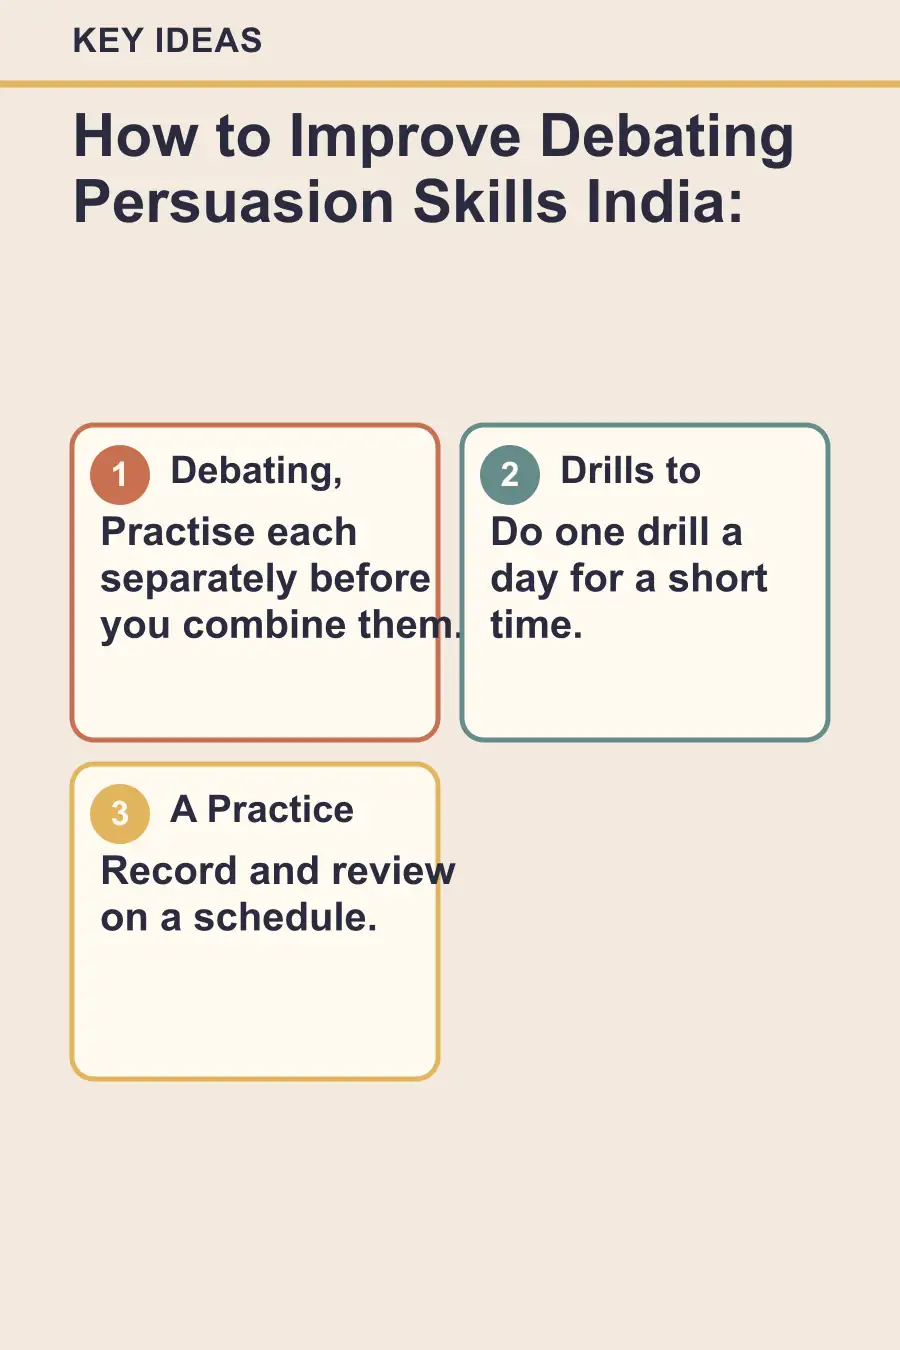 KEY IDEAS
How to Improve Debating
Persuasion Skills India:
1 Debating,
Practise each
separately before
you combine them.
2 Drills to
Do one drill a
day for a short
time.
3 A Practice
Record and review
on a schedule.